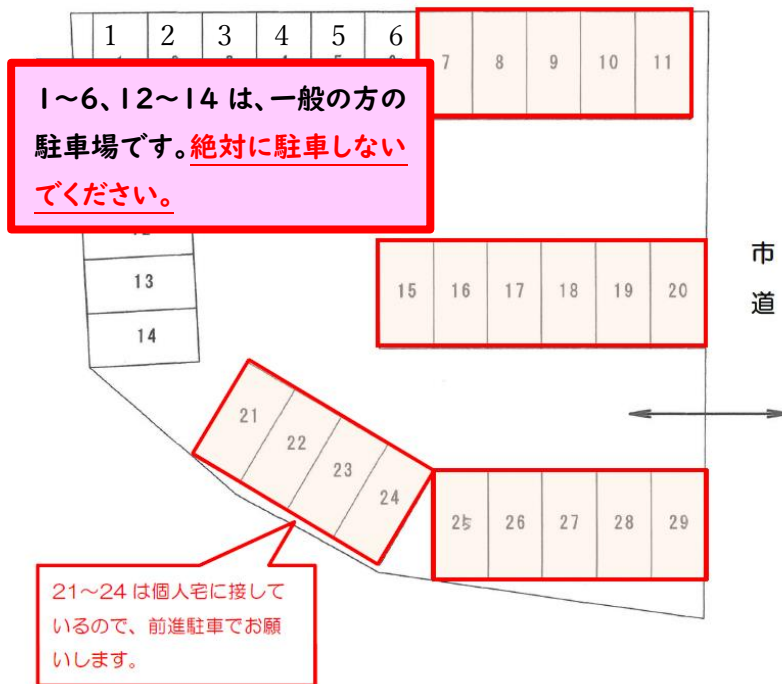 1 2 3 4 5 6
7 8 9 10 11
1～6、12～14 は、一般の方の
駐車場です。絶対に駐車しない
でください。
13
14
15 16 17 18 19 20
市
道
21
22
23
24
25 26 27 28 29
21～24 は個人宅に接して
いるので、前進駐車でお願
いします。